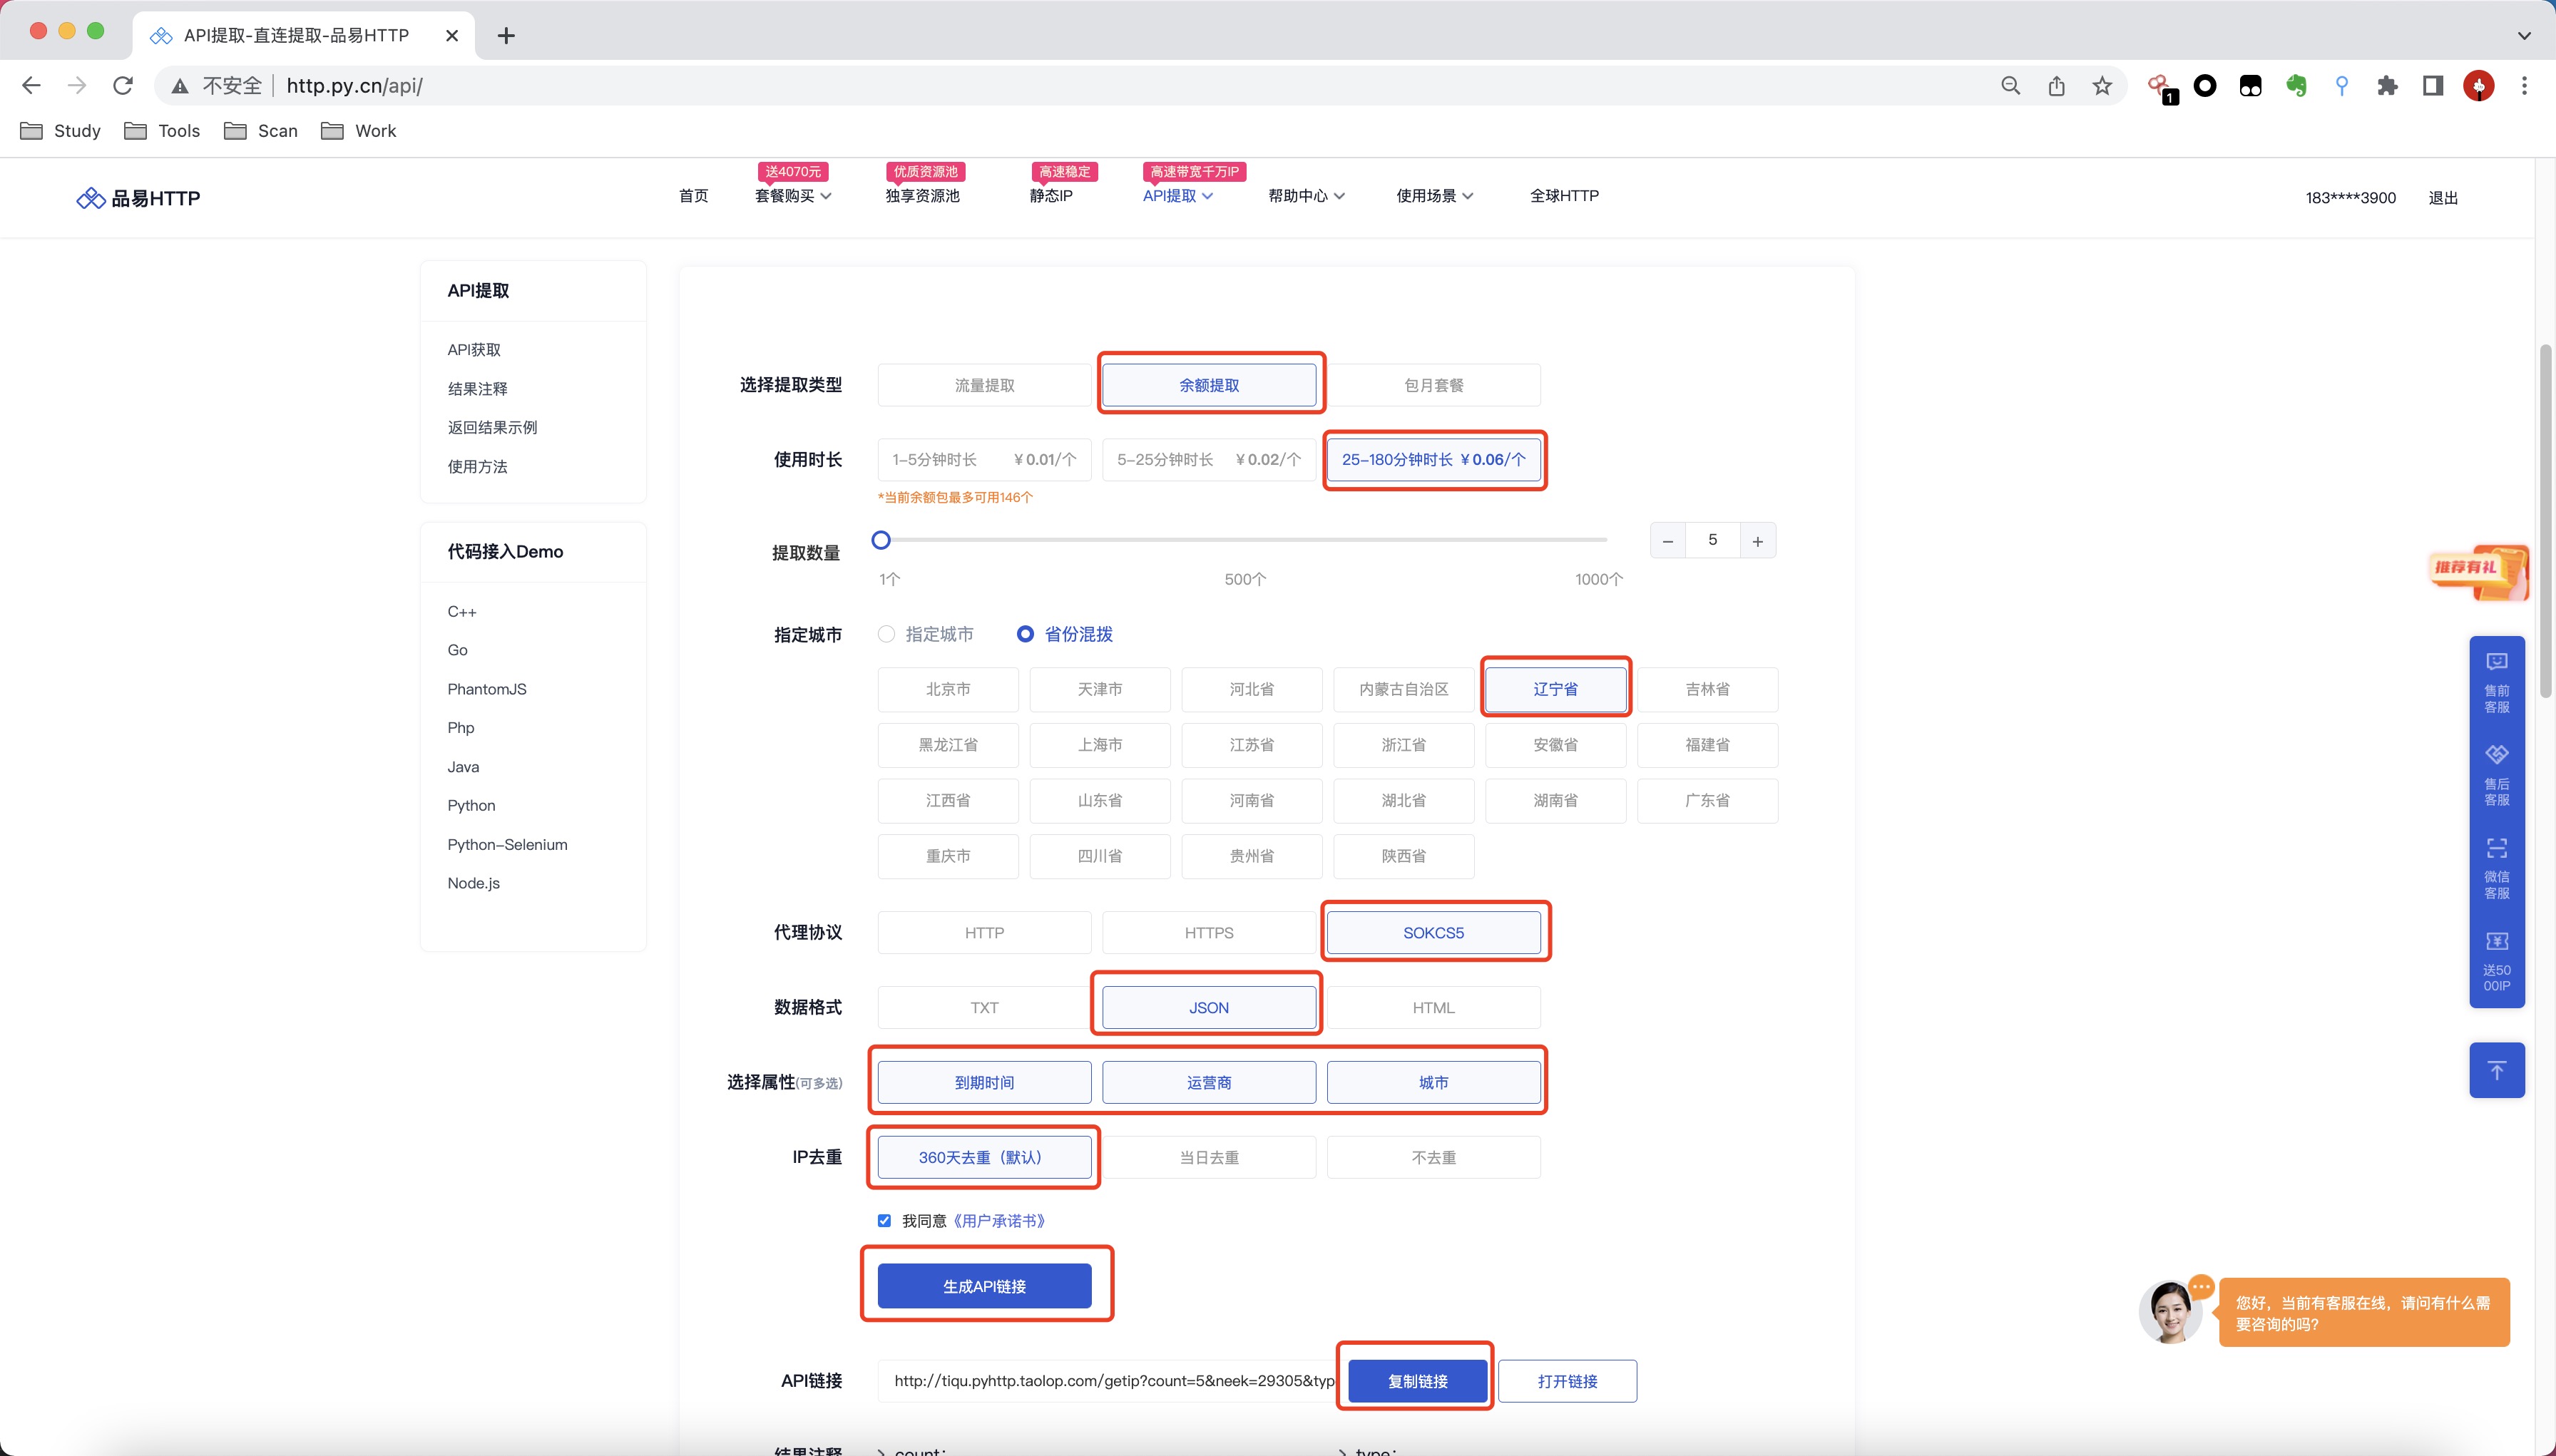 API提取-直连提取-品易HTTP
不安全 http.py.cn/api/
1
Study Tools Scan Work
送4070元 优质资源池 高速稳定 高速带宽千万IP
品易HTTP
首页 套餐购买 独享资源池 静态IP API提取 帮助中心 使用场景 全球HTTP
183****3900 退出
API提取
API获取
结果注释
返回结果示例
使用方法
代码接入Demo
C++
Go
PhantomJS
Php
Java
Python
Python-Selenium
Node.js
选择提取类型 流量提取 余额提取 包月套餐
使用时长 1-5分钟时长 ¥0.01/个 5-25分钟时长 ¥0.02/个 25-180分钟时长 ¥0.06/个
*当前余额包最多可用146个
提取数量 5
1个 500个 1000个
指定城市 指定城市 省份混拨
北京市 天津市 河北省 内蒙古自治区 辽宁省 吉林省
黑龙江省 上海市 江苏省 浙江省 安徽省 福建省
江西省 山东省 河南省 湖北省 湖南省 广东省
重庆市 四川省 贵州省 陕西省
代理协议 HTTP HTTPS SOKCS5
数据格式 TXT JSON HTML
选择属性(可多选) 到期时间 运营商 城市
IP去重 360天去重（默认） 当日去重 不去重
我同意《用户承诺书》
生成API链接
API链接 http://tiqu.pyhttp.taolop.com/getip?count=5&neek=29305&typ 复制链接 打开链接
结果注释 count: type:
推荐有礼
售前
客服
售后
客服
微信
客服
送50
00IP
您好，当前有客服在线，请问有什么需
要咨询的吗?